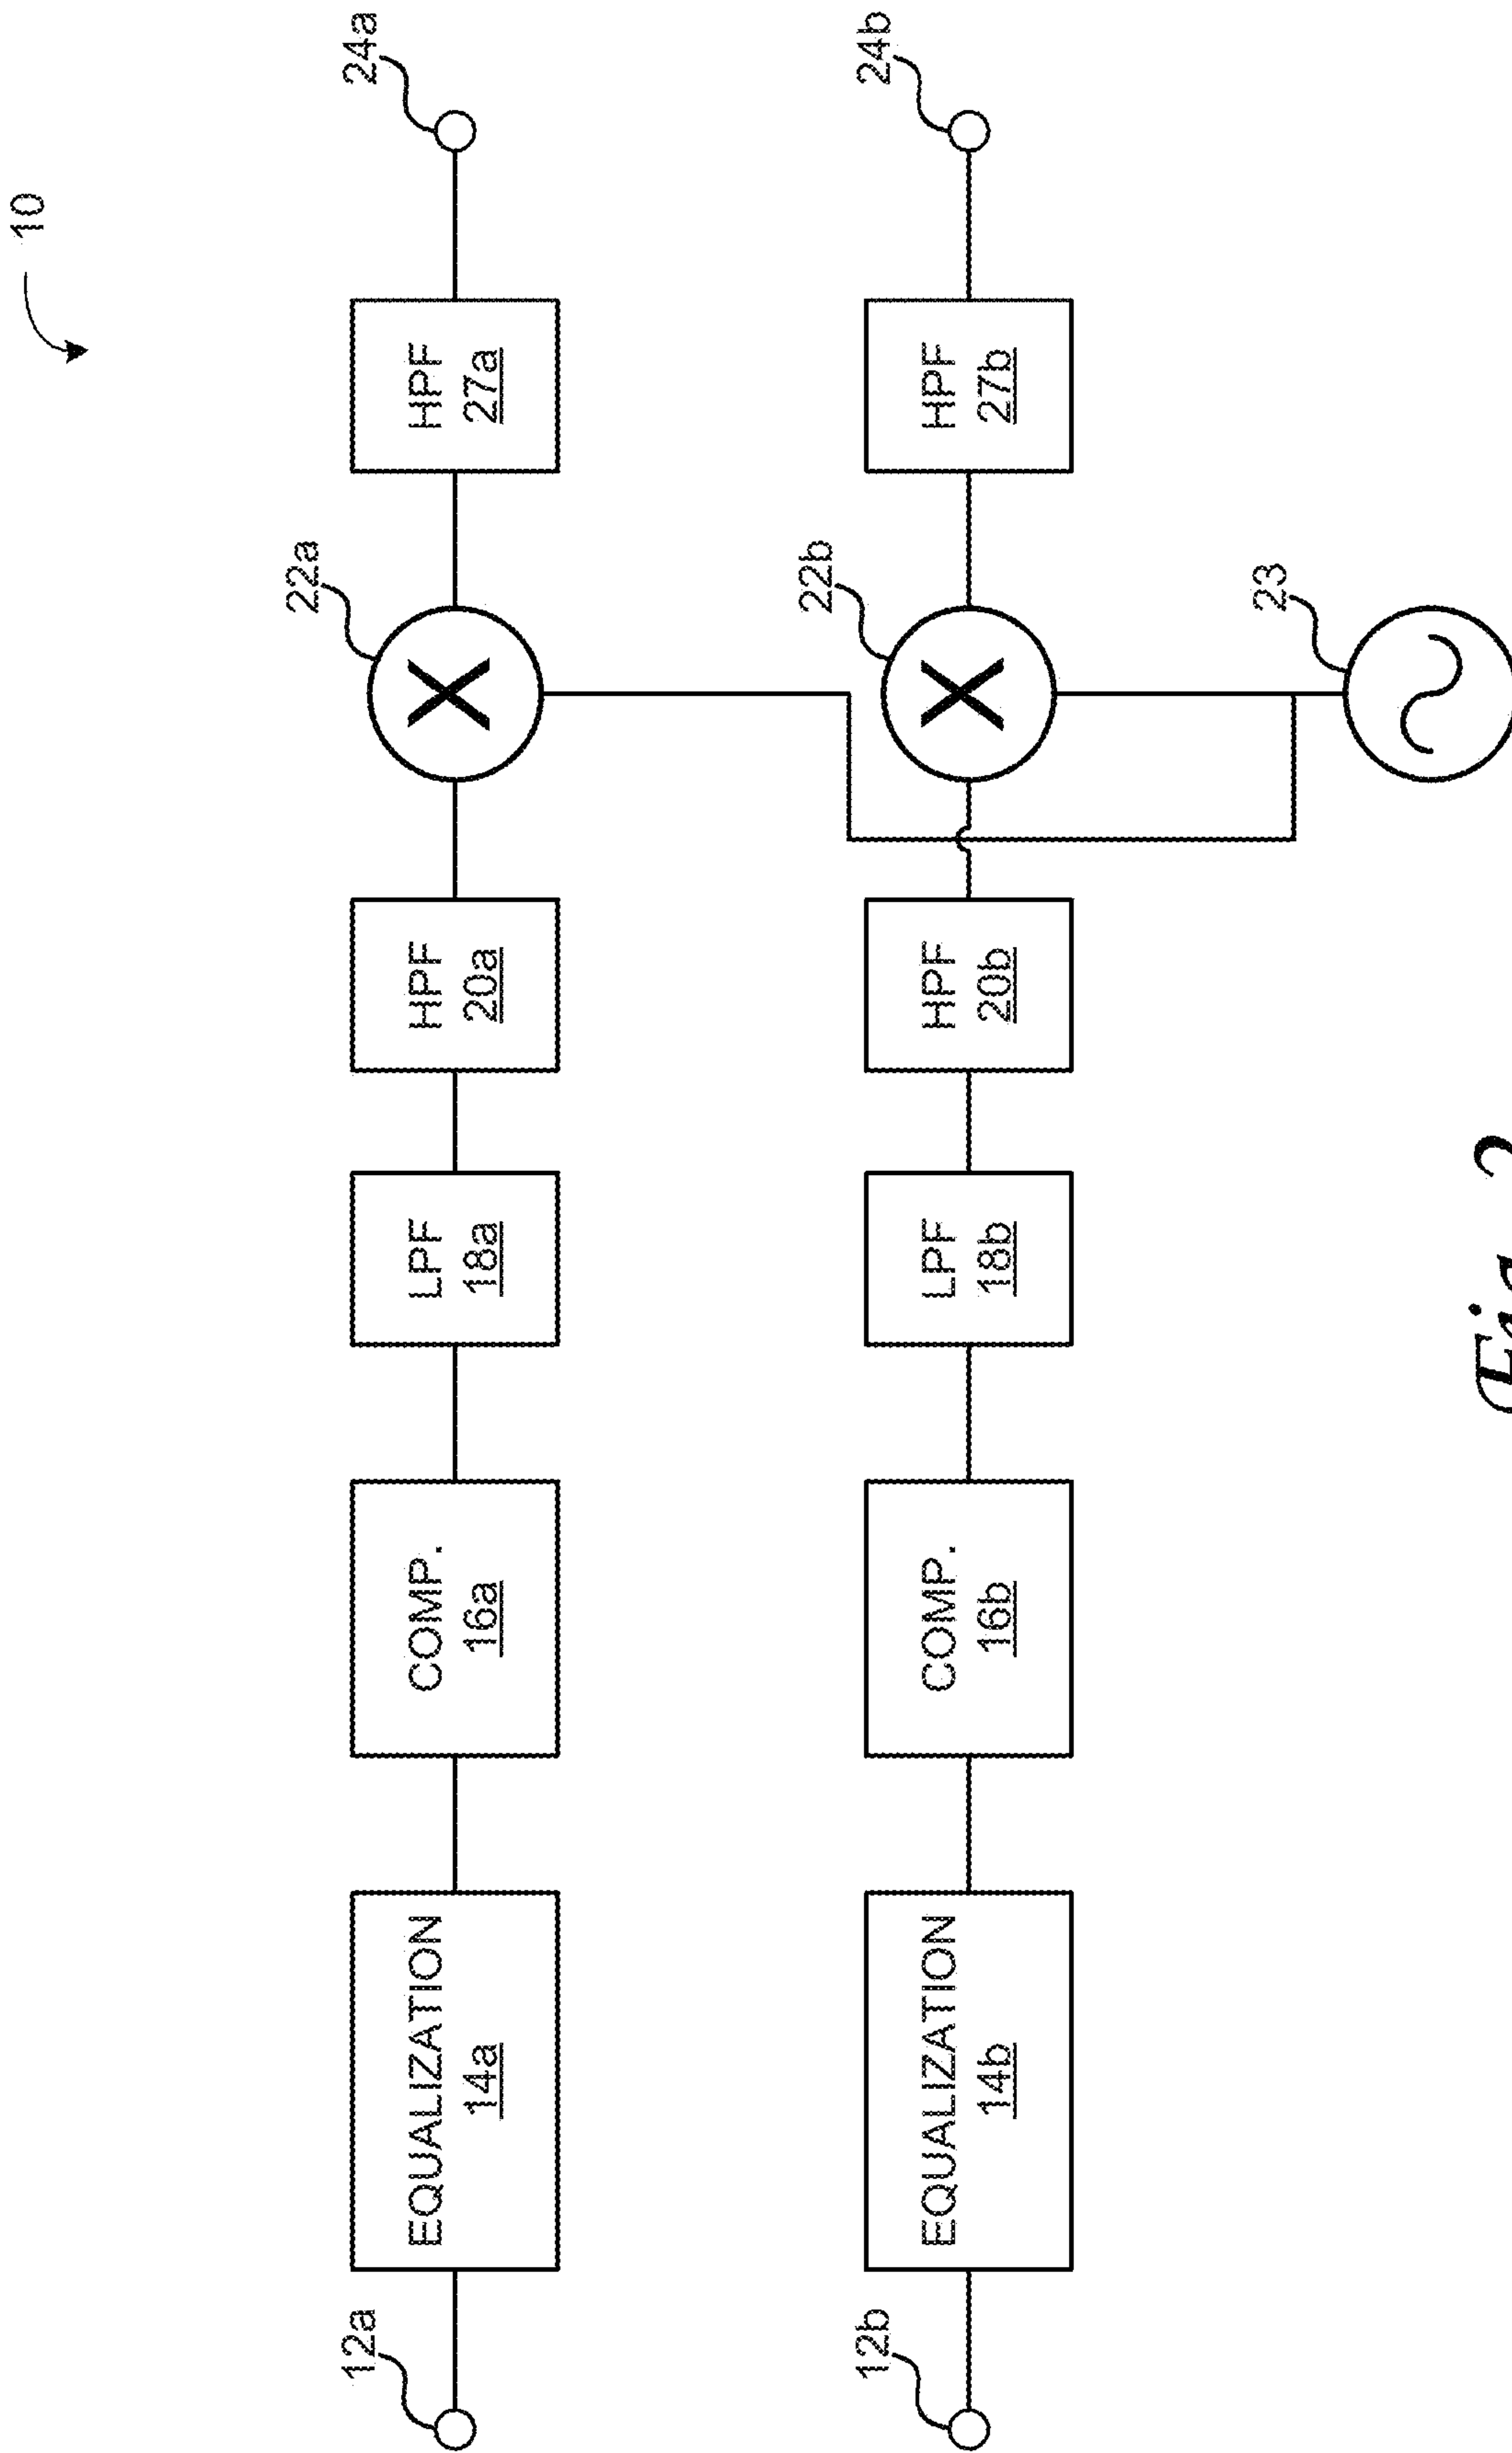 10
12a
EQUALIZATION
14a
COMP.
16a
LPF
18a
HPF
20a
22a
X
HPF
27a
24a
12b
EQUALIZATION
14b
COMP.
16b
LPF
18b
HPF
20b
22b
X
HPF
27b
24b
23